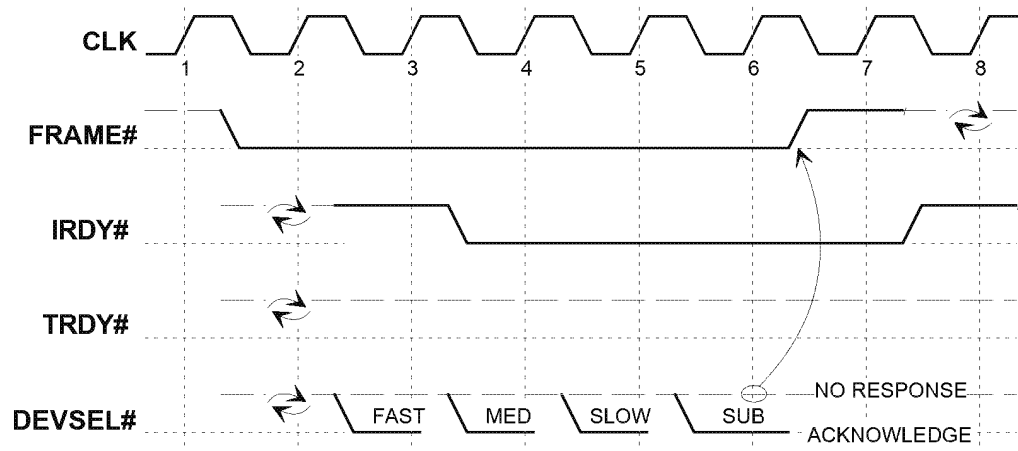 CLK
1 2 3 4 5 6 7 8
FRAME#
IRDY#
TRDY#
NO RESPONSE
DEVSEL# FAST MED SLOW SUB
ACKNOWLEDGE